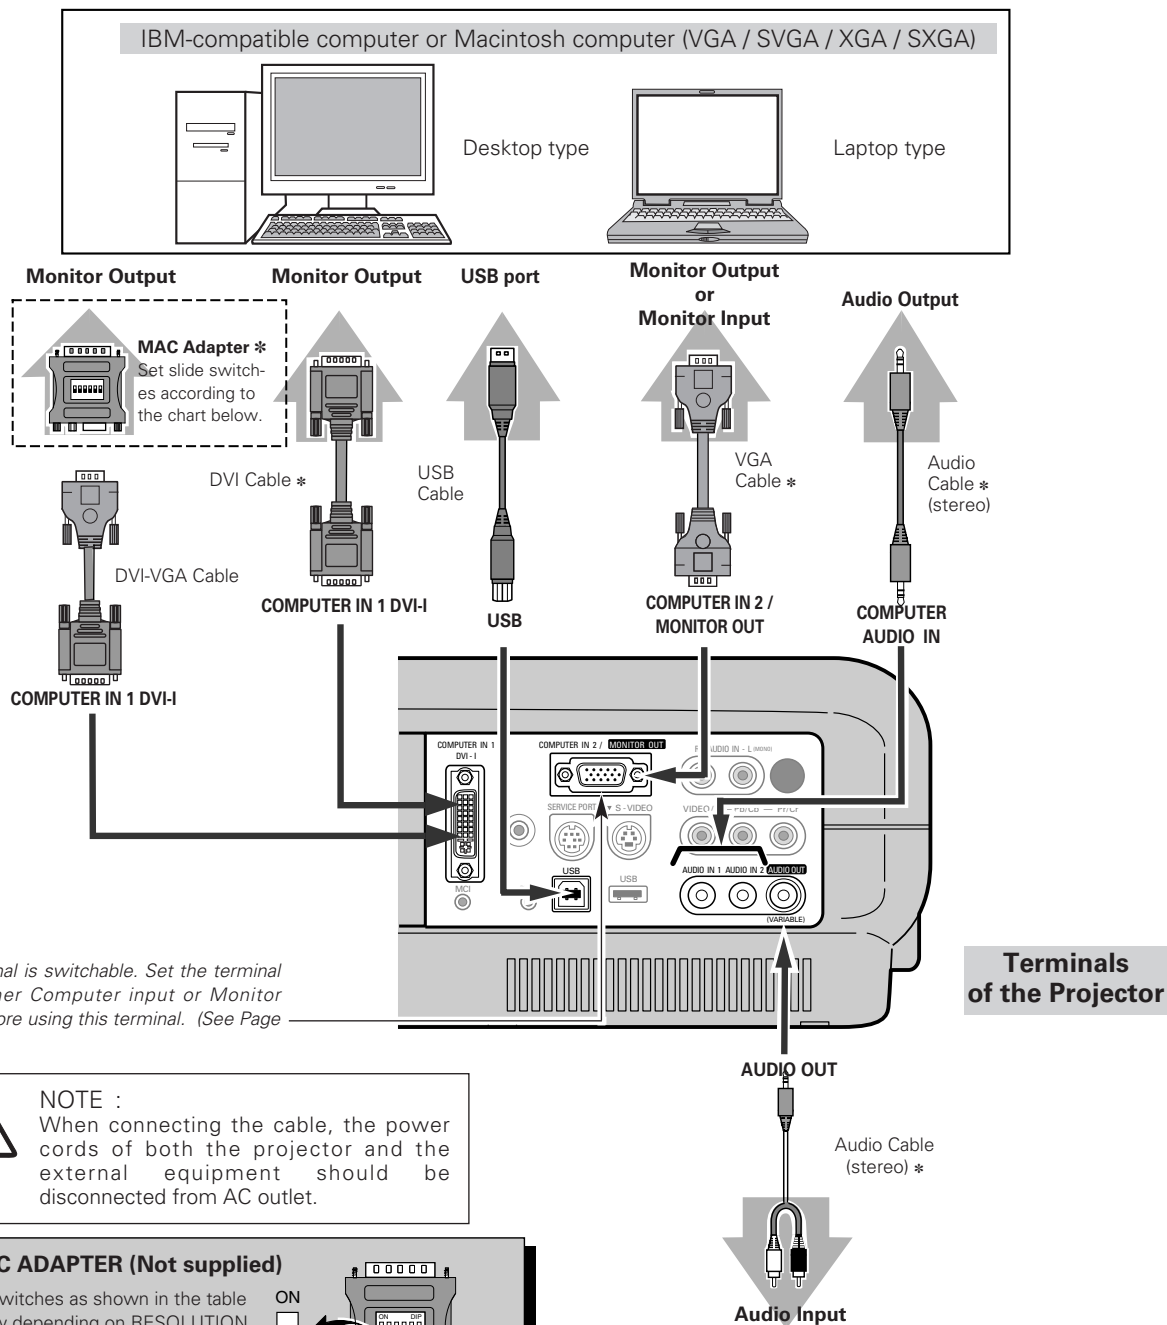 IBM-compatible computer or Macintosh computer (VGA / SVGA / XGA / SXGA)
Desktop type
Laptop type
Monitor Output
Monitor Output
USB port
Monitor Output
or
Monitor Input
Audio Output
MAC Adapter ✻
Set slide switch-
es according to
the chart below.
DVI Cable ✻
USB
Cable
VGA
Cable ✻
Audio
Cable ✻
(stereo)
DVI-VGA Cable
COMPUTER IN 1 DVI-I
USB
COMPUTER IN 2 /
MONITOR OUT
COMPUTER
AUDIO IN
COMPUTER IN 1 DVI-I
COMPUTER IN 1
DVI - I
COMPUTER IN 2 / MONITOR OUT
AUDIO IN - L (MONO)
SERVICE PORT
S - VIDEO
VIDEO/
PB/CB — Pr/Cr
USB
USB
MCI
AUDIO IN 1 AUDIO IN 2 AUDIO OUT
(VARIABLE)
is switchable. Set the terminal
Computer input or Monitor
using this terminal. (See Page
Terminals
of the Projector
AUDIO OUT
NOTE :
When connecting the cable, the power
cords of both the projector and the
external equipment should be
disconnected from AC outlet.
Audio Cable
(stereo) ✻
ADAPTER (Not supplied)
switches as shown in the table
depending on RESOLUTION
ON
ON DIP
Audio Input